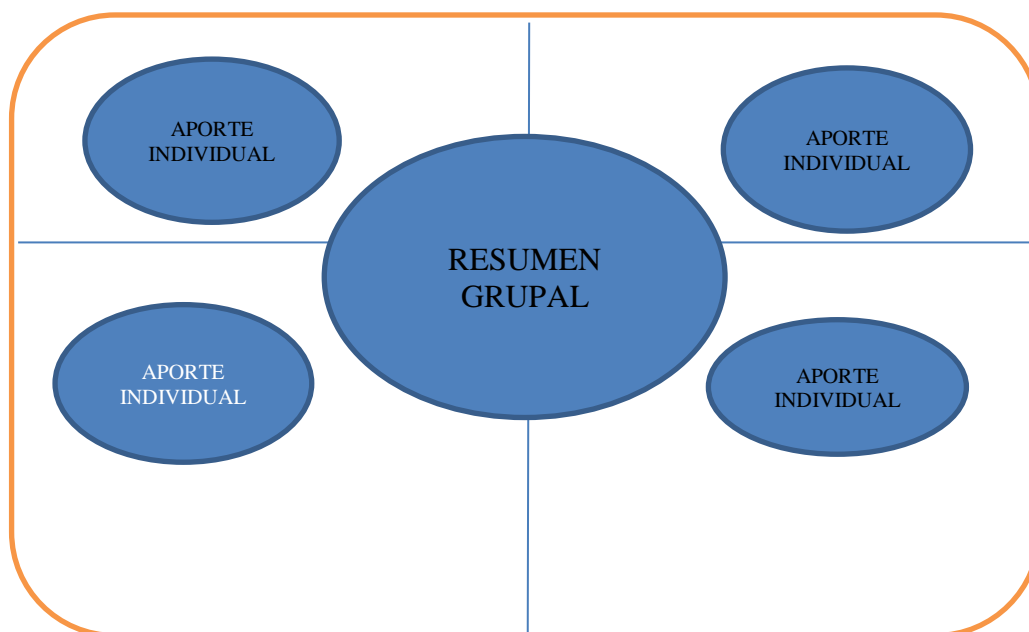 APORTE
INDIVIDUAL
APORTE
INDIVIDUAL
RESUMEN
GRUPAL
APORTE
INDIVIDUAL
APORTE
INDIVIDUAL